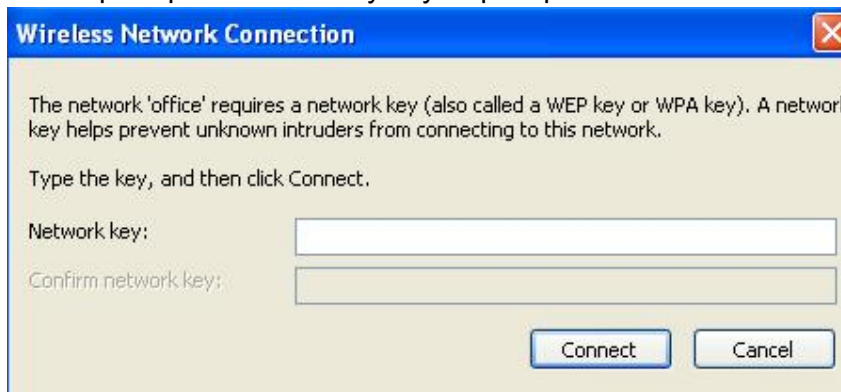 Wireless Network Connection
The network 'office' requires a network key (also called a WEP key or WPA key). A network
key helps prevent unknown intruders from connecting to this network.
Type the key, and then click Connect.
Network key:
Confirm network key:
Connect
Cancel